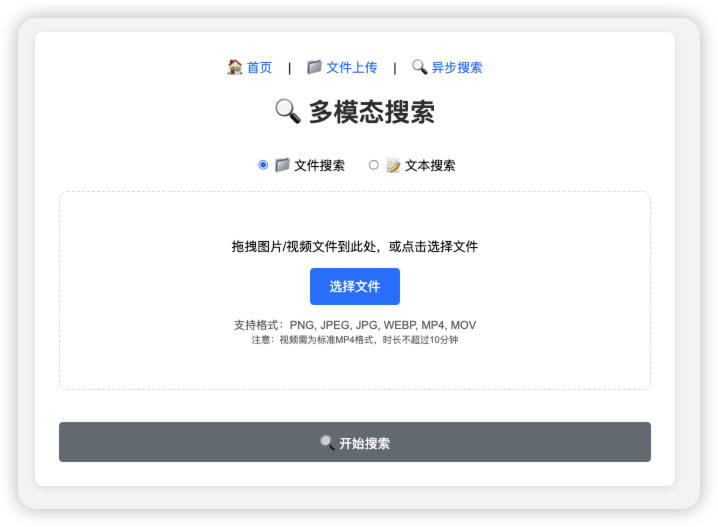 🏠 首页 | 📁 文件上传 | 🔍 异步搜索
🔍 多模态搜索
📁 文件搜索 📝 文本搜索
拖拽图片/视频文件到此处，或点击选择文件
选择文件
支持格式：PNG, JPEG, JPG, WEBP, MP4, MOV
注意：视频需为标准MP4格式，时长不超过10分钟
🔍 开始搜索